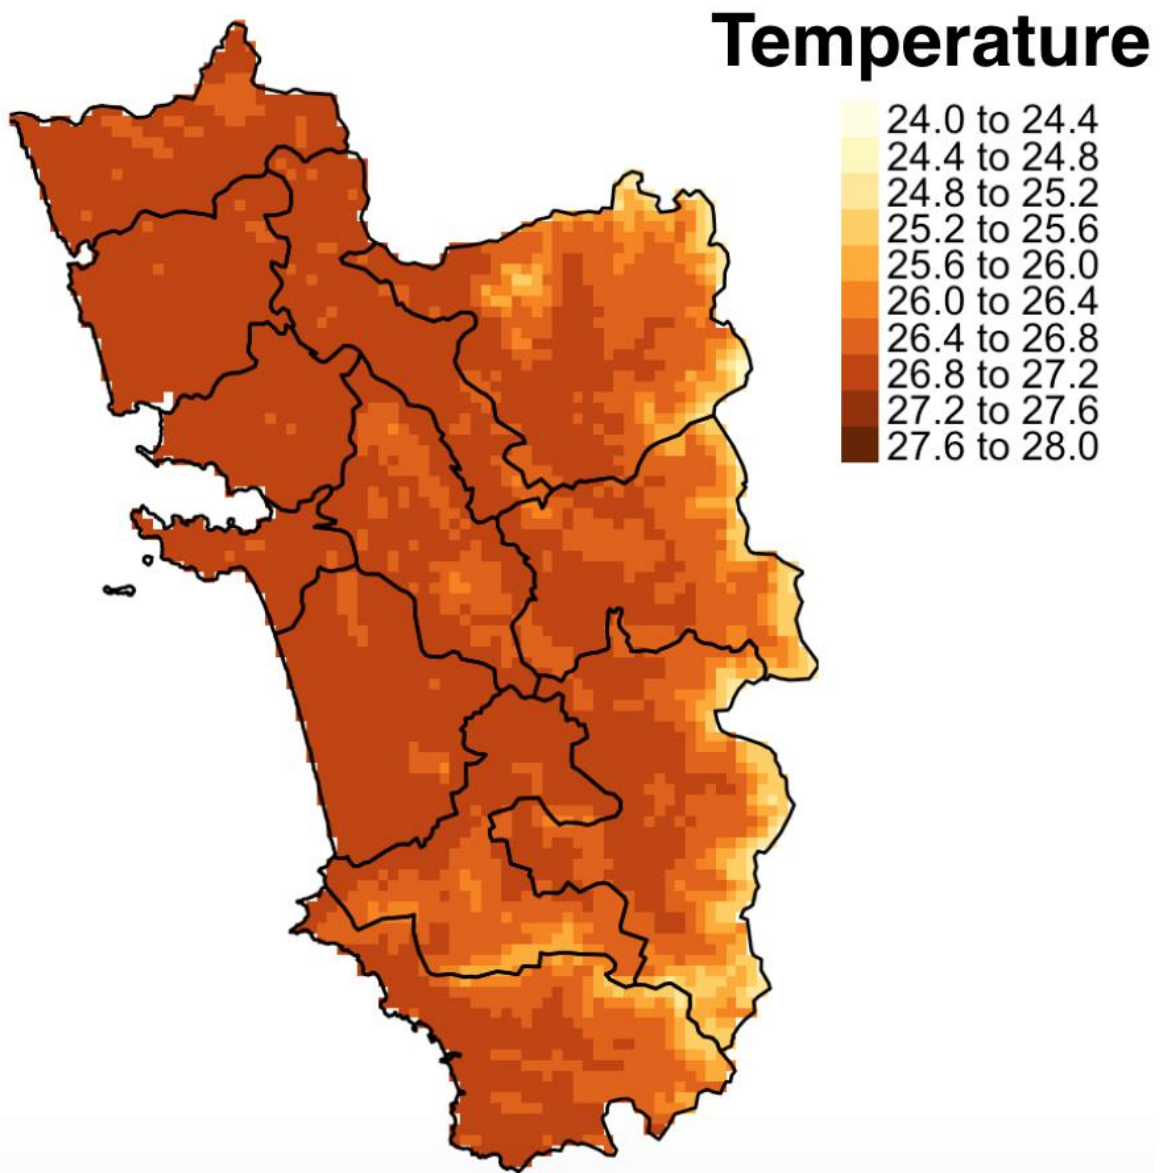 Temperature
24.0 to 24.4
24.4 to 24.8
24.8 to 25.2
25.2 to 25.6
25.6 to 26.0
26.0 to 26.4
26.4 to 26.8
26.8 to 27.2
27.2 to 27.6
27.6 to 28.0